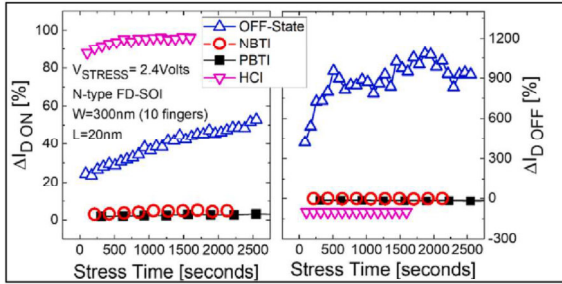 100
80
60
40
20
0
ΔI_D ON [%]
V_STRESS= 2.4Volts
N-type FD-SOI
W=300nm (10 fingers)
L=20nm
0 500 1000 1500 2000 2500
Stress Time [seconds]
OFF-State
NBTI
PBTI
HCI
1200
900
600
300
0
-300
ΔI_D OFF [%]
0 500 1000 1500 2000 2500
Stress Time [seconds]